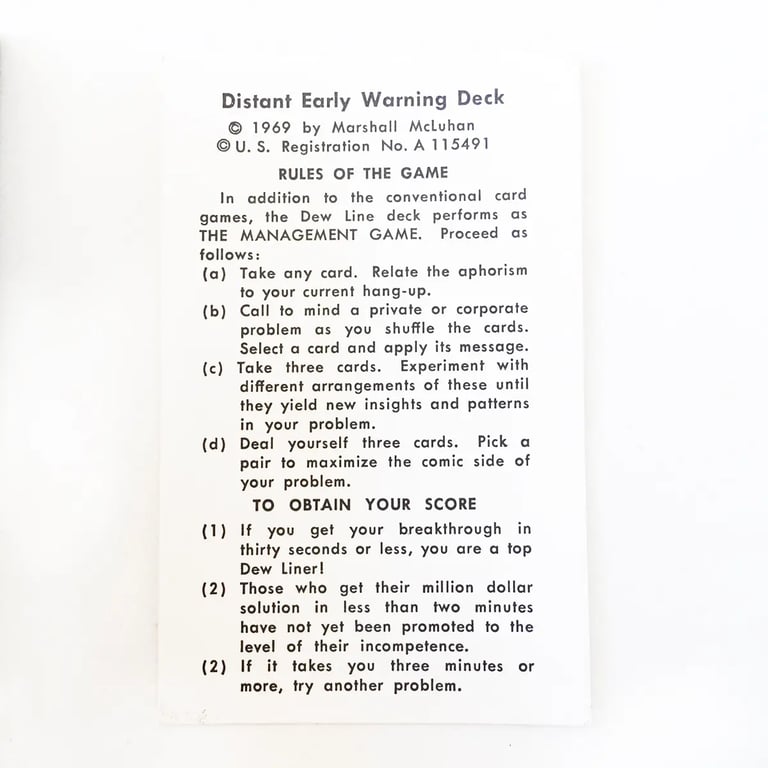 Distant Early Warning Deck
© 1969 by Marshall McLuhan
© U. S. Registration No. A 115491
RULES OF THE GAME
In addition to the conventional card
games, the Dew Line deck performs as
THE MANAGEMENT GAME. Proceed as
follows:
(a) Take any card. Relate the aphorism
to your current hang-up.
(b) Call to mind a private or corporate
problem as you shuffle the cards.
Select a card and apply its message.
(c) Take three cards. Experiment with
different arrangements of these until
they yield new insights and patterns
in your problem.
(d) Deal yourself three cards. Pick a
pair to maximize the comic side of
your problem.
TO OBTAIN YOUR SCORE
(1) If you get your breakthrough in
thirty seconds or less, you are a top
Dew Liner!
(2) Those who get their million dollar
solution in less than two minutes
have not yet been promoted to the
level of their incompetence.
(2) If it takes you three minutes or
more, try another problem.